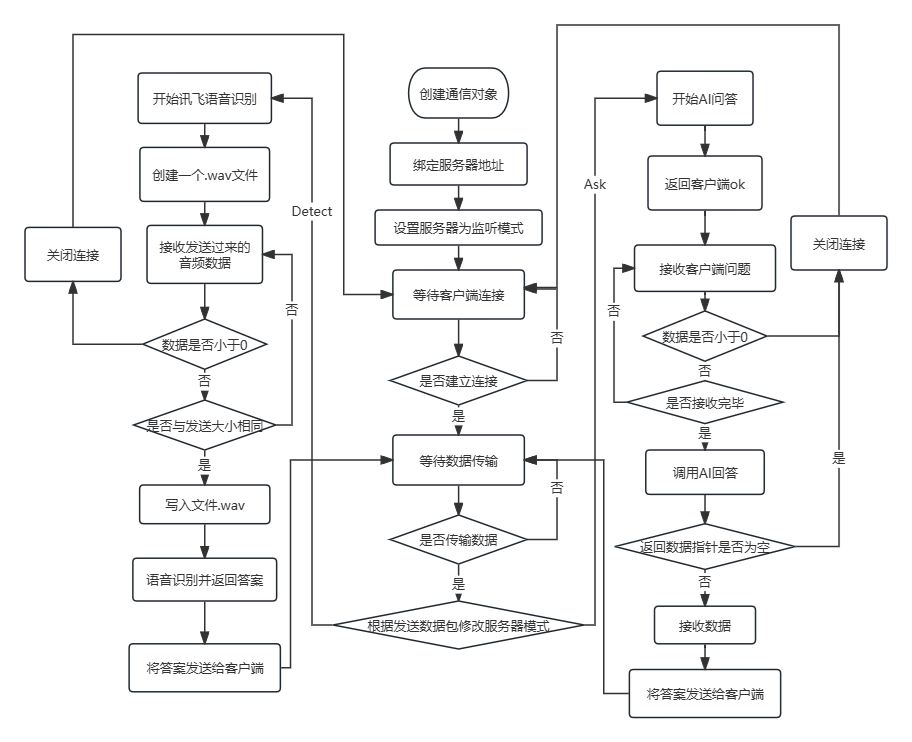 开始讯飞语音识别
创建一个.wav文件
接收发送过来的
音频数据
关闭连接
数据是否小于0
否
否
是否与发送大小相同
是
写入文件.wav
语音识别并返回答案
将答案发送给客户端
Detect
创建通信对象
绑定服务器地址
设置服务器为监听模式
等待客户端连接
否
是否建立连接
是
等待数据传输
否
是否传输数据
是
根据发送数据包修改服务器模式
Ask
开始AI问答
返回客户端ok
接收客户端问题
关闭连接
否
数据是否小于0
否
是否接收完毕
是
调用AI回答
是
返回数据指针是否为空
否
接收数据
将答案发送给客户端